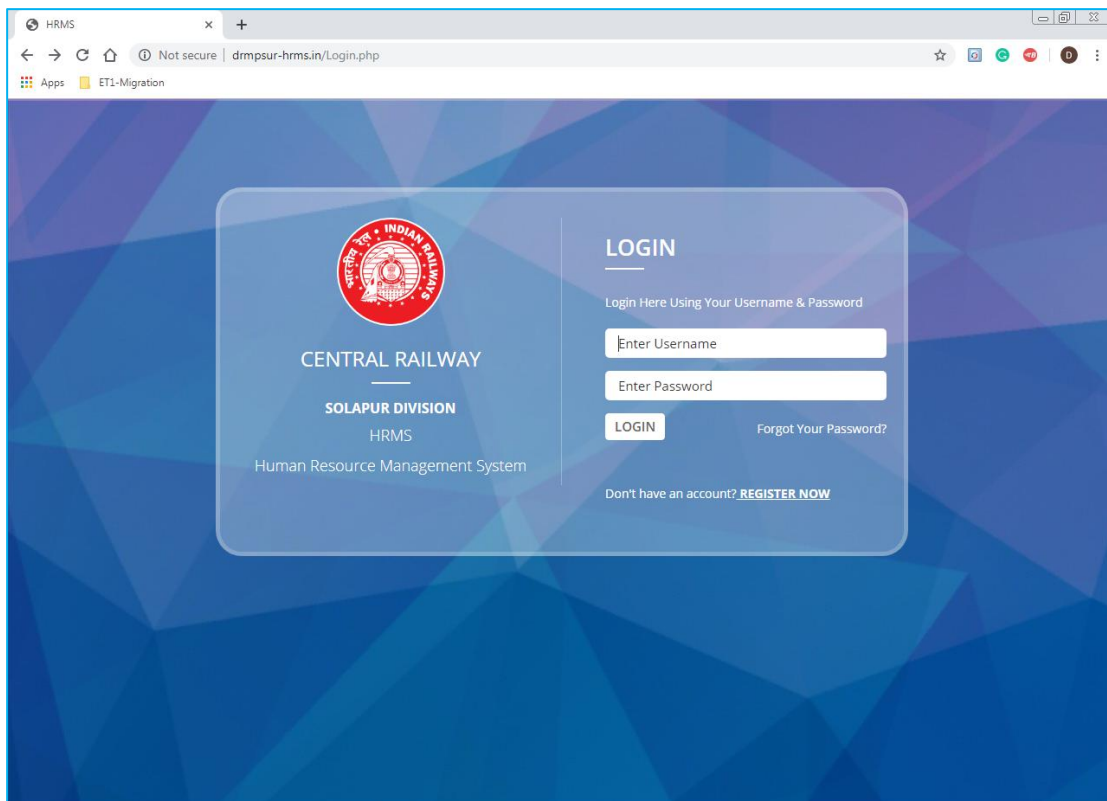 HRMS
Not secure | drmpsur-hrms.in/Login.php
D
Apps ET1-Migration
भारतीय रेल • INDIAN RAILWAYS
CENTRAL RAILWAY
SOLAPUR DIVISION
HRMS
Human Resource Management System
LOGIN
Login Here Using Your Username & Password
Enter Username
Enter Password
LOGIN Forgot Your Password?
Don't have an account? REGISTER NOW